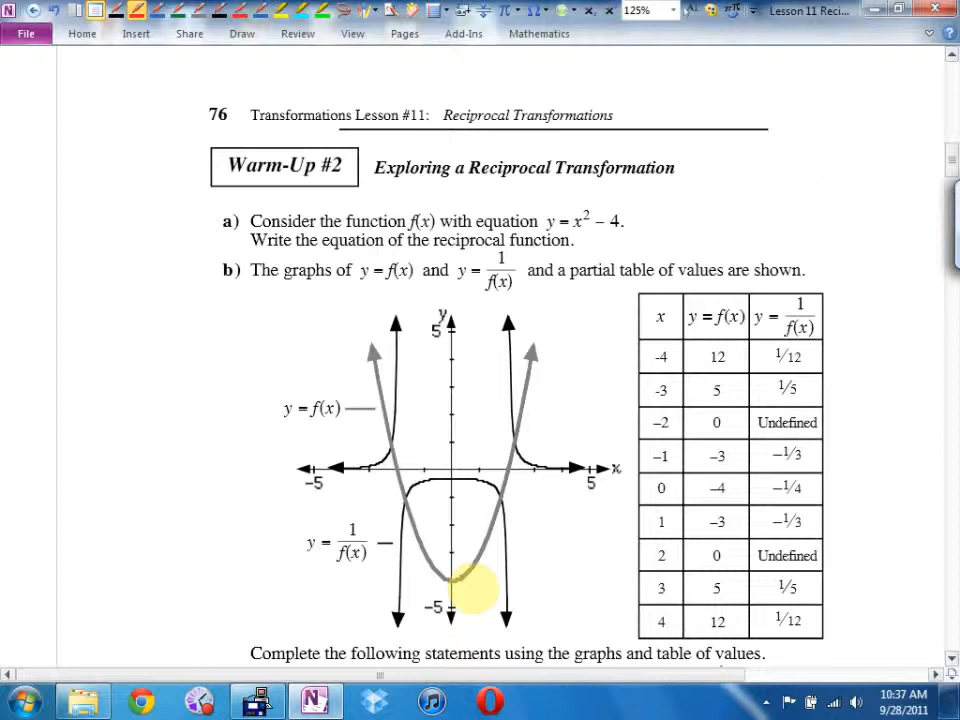 125%
Lesson 11 Reci...
File Home Insert Share Draw Review View Pages Add-Ins Mathematics
76 Transformations Lesson #11: Reciprocal Transformations
Warm-Up #2 Exploring a Reciprocal Transformation
a) Consider the function f(x) with equation y = x² – 4.
Write the equation of the reciprocal function.
b) The graphs of y = f(x) and y = 1/f(x) and a partial table of values are shown.
y
5
y = f(x)
x
-5
5
y = 1/f(x)
-5
x y = f(x) y = 1/f(x)
-4 12 1/12
-3 5 1/5
–2 0 Undefined
–1 –3 –1/3
0 –4 –1/4
1 –3 –1/3
2 0 Undefined
3 5 1/5
4 12 1/12
Complete the following statements using the graphs and table of values.
10:37 AM
9/28/2011